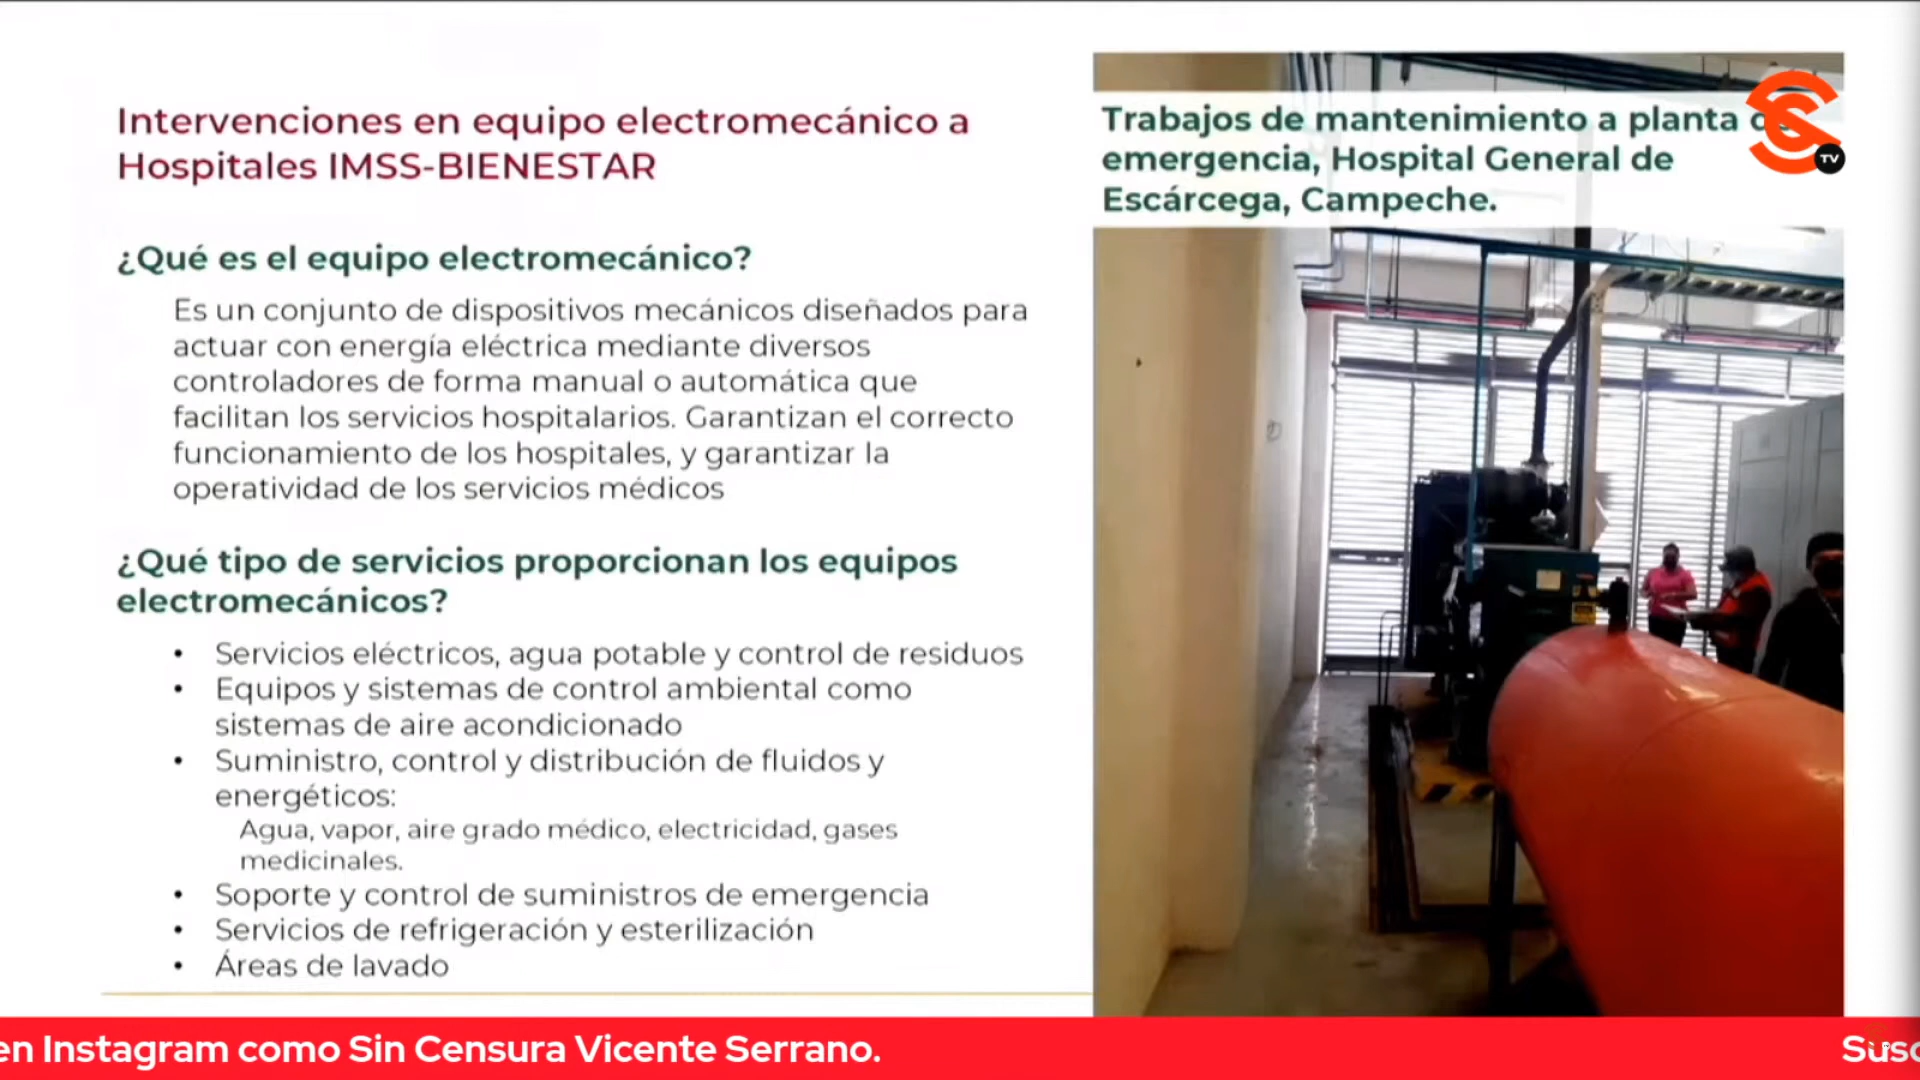 Intervenciones en equipo electromecánico a
Hospitales IMSS-BIENESTAR
¿Qué es el equipo electromecánico?
Es un conjunto de dispositivos mecánicos diseñados para
actuar con energía eléctrica mediante diversos
controladores de forma manual o automática que
facilitan los servicios hospitalarios. Garantizan el correcto
funcionamiento de los hospitales, y garantizar la
operatividad de los servicios médicos
¿Qué tipo de servicios proporcionan los equipos
electromecánicos?
• Servicios eléctricos, agua potable y control de residuos
• Equipos y sistemas de control ambiental como
sistemas de aire acondicionado
• Suministro, control y distribución de fluidos y
energéticos:
Agua, vapor, aire grado médico, electricidad, gases
medicinales.
• Soporte y control de suministros de emergencia
• Servicios de refrigeración y esterilización
• Áreas de lavado
Trabajos de mantenimiento a planta
emergencia, Hospital General de
Escárcega, Campeche.
TV
en Instagram como Sin Censura Vicente Serrano.